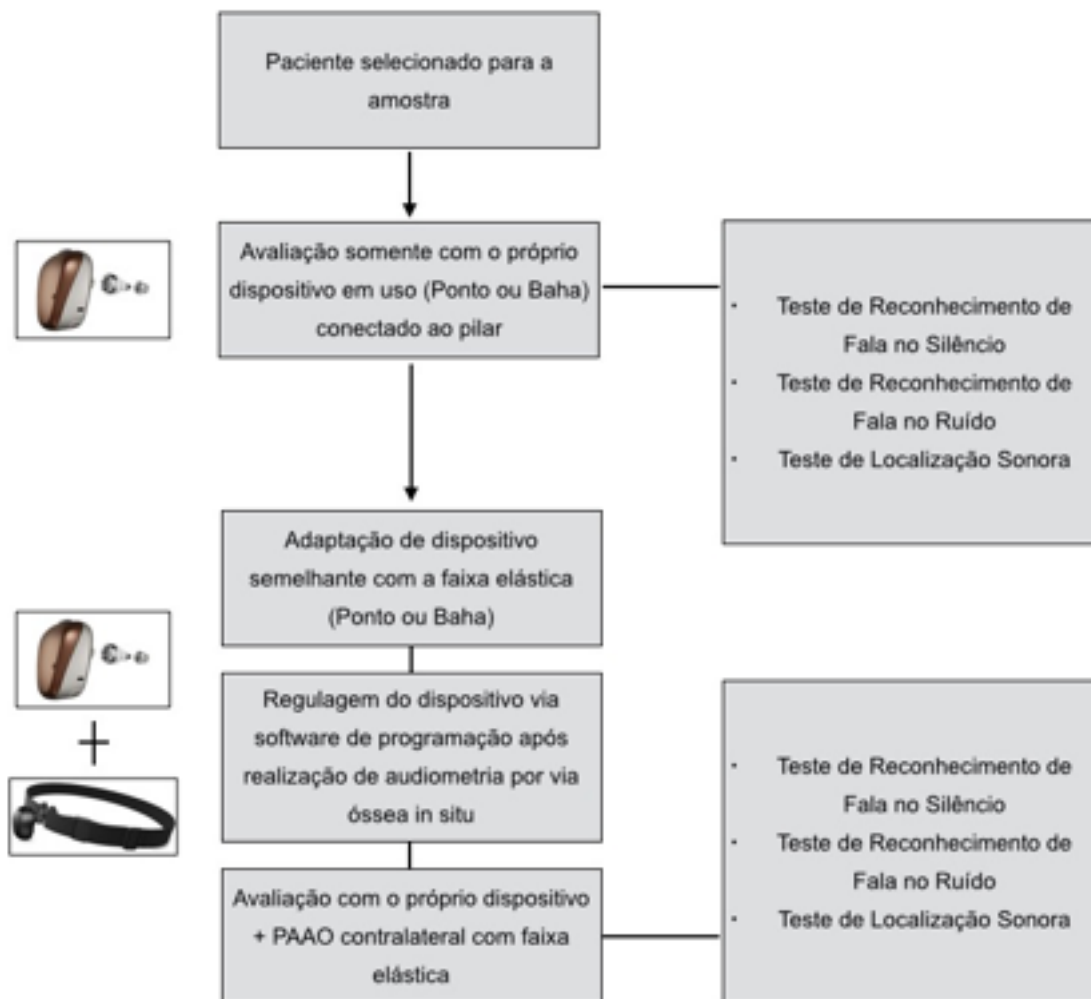 Paciente selecionado para a
amostra
Avaliação somente com o próprio
dispositivo em uso (Ponto ou Baha)
conectado ao pilar
· Teste de Reconhecimento de
Fala no Silêncio
· Teste de Reconhecimento de
Fala no Ruído
· Teste de Localização Sonora
Adaptação de dispositivo
semelhante com a faixa elástica
(Ponto ou Baha)
Regulagem do dispositivo via
software de programação após
realização de audiometria por via
óssea in situ
Avaliação com o próprio dispositivo
+ PAAO contralateral com faixa
elástica
· Teste de Reconhecimento de
Fala no Silêncio
· Teste de Reconhecimento de
Fala no Ruído
· Teste de Localização Sonora